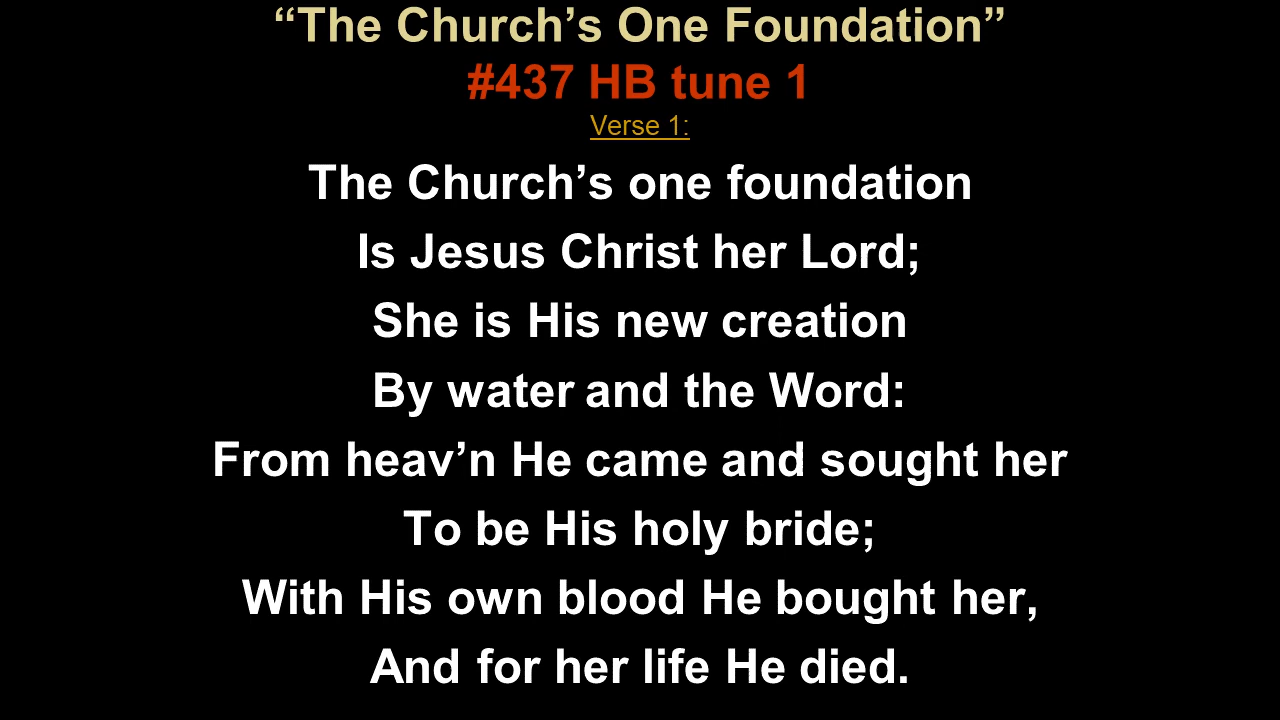 “The Church’s One Foundation”
#437 HB tune 1
Verse 1:
The Church’s one foundation
Is Jesus Christ her Lord;
She is His new creation
By water and the Word:
From heav’n He came and sought her
To be His holy bride;
With His own blood He bought her,
And for her life He died.